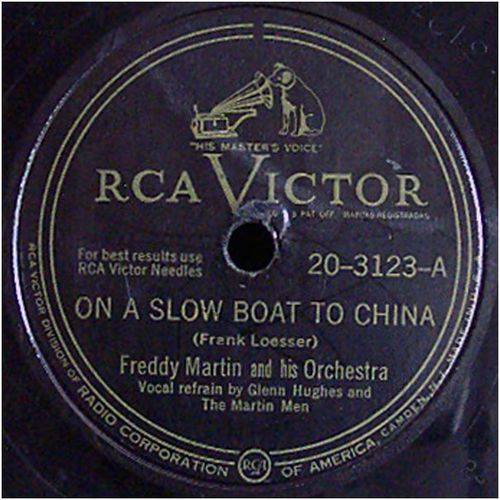 "HIS MASTER'S VOICE"
RCA VICTOR
PAT. OFF. MARCAS REGISTRADAS
For best results use
RCA Victor Needles
20-3123-A
ON A SLOW BOAT TO CHINA
(Frank Loesser)
Freddy Martin and his Orchestra
Vocal refrain by Glenn Hughes and
The Martin Men
RCA VICTOR DIVISION OF RADIO CORPORATION OF AMERICA, CAMDEN, N. J.
RCA